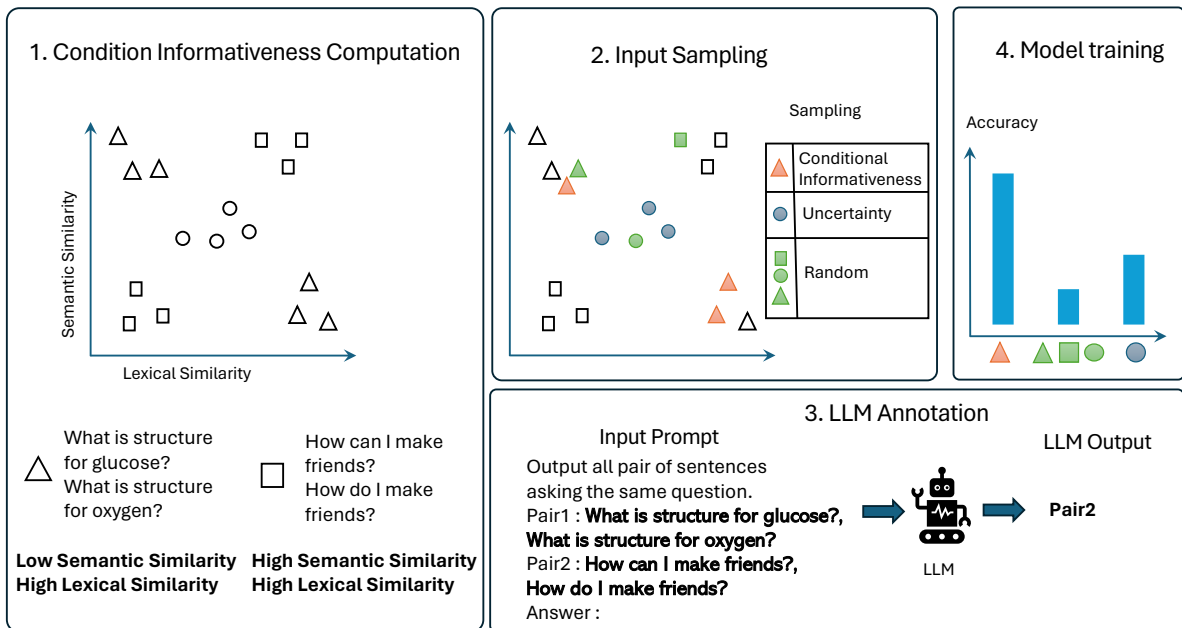 1. Condition Informativeness Computation
Semantic Similarity
Lexical Similarity
What is structure
for glucose?
What is structure
for oxygen?
How can I make
friends?
How do I make
friends?
Low Semantic Similarity
High Lexical Similarity
High Semantic Similarity
High Lexical Similarity
2. Input Sampling
Sampling
Conditional
Informativeness
Uncertainty
Random
4. Model training
Accuracy
3. LLM Annotation
Input Prompt
Output all pair of sentences
asking the same question.
Pair1 : What is structure for glucose?,
What is structure for oxygen?
Pair2 : How can I make friends?,
How do I make friends?
Answer :
LLM
LLM Output
Pair2